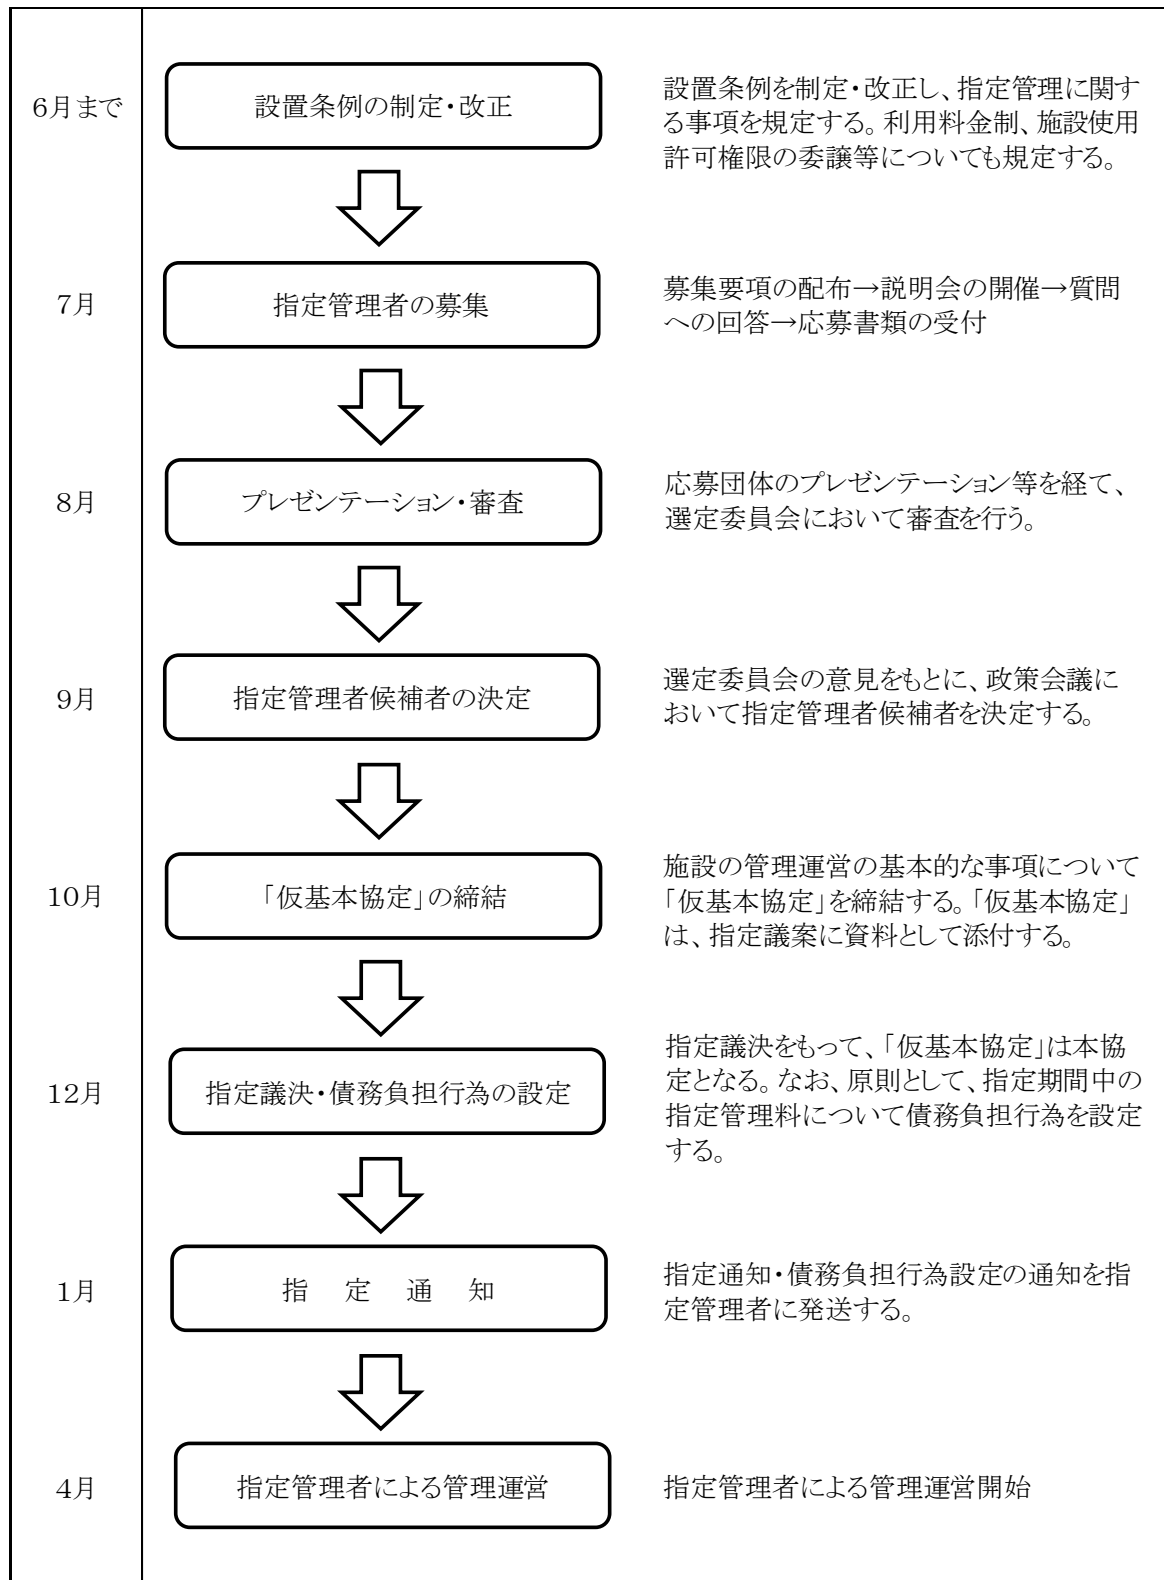 6月まで
設置条例の制定・改正
設置条例を制定・改正し、指定管理に関す
る事項を規定する。利用料金制、施設使用
許可権限の委譲等についても規定する。
7月
指定管理者の募集
募集要項の配布→説明会の開催→質問
への回答→応募書類の受付
8月
プレゼンテーション・審査
応募団体のプレゼンテーション等を経て、
選定委員会において審査を行う。
9月
指定管理者候補者の決定
選定委員会の意見をもとに、政策会議に
おいて指定管理者候補者を決定する。
10月
「仮基本協定」の締結
施設の管理運営の基本的な事項について
「仮基本協定」を締結する。「仮基本協定」
は、指定議案に資料として添付する。
12月
指定議決・債務負担行為の設定
指定議決をもって、「仮基本協定」は本協
定となる。なお、原則として、指定期間中の
指定管理料について債務負担行為を設定
する。
1月
指　定　通　知
指定通知・債務負担行為設定の通知を指
定管理者に発送する。
4月
指定管理者による管理運営
指定管理者による管理運営開始